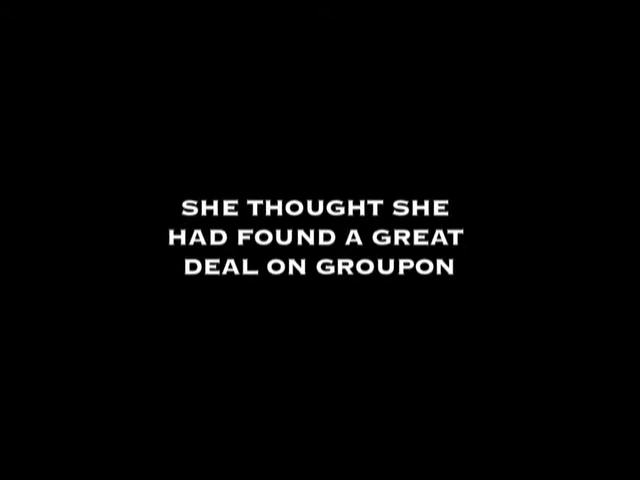 SHE THOUGHT SHE
HAD FOUND A GREAT
DEAL ON GROUPON